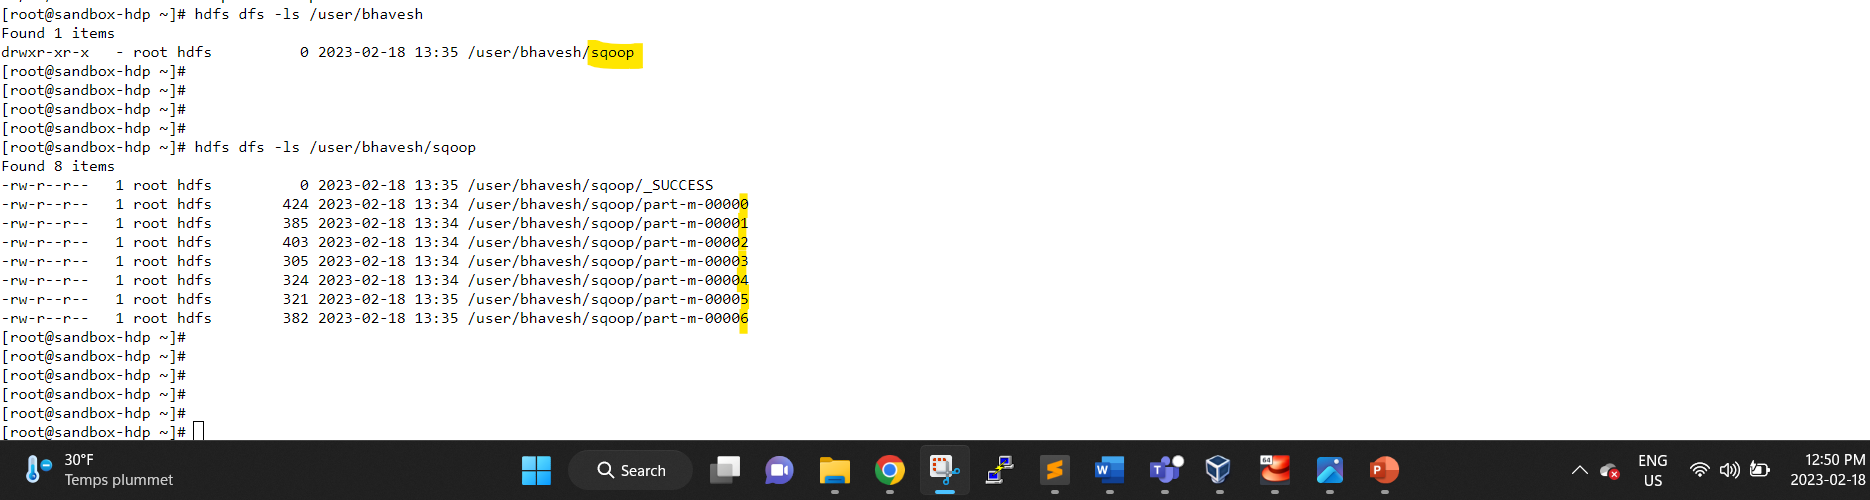 [root@sandbox-hdp ~]# hdfs dfs -ls /user/bhavesh
Found 1 items
drwxr-xr-x   - root hdfs          0 2023-02-18 13:35 /user/bhavesh/sqoop
[root@sandbox-hdp ~]#
[root@sandbox-hdp ~]#
[root@sandbox-hdp ~]#
[root@sandbox-hdp ~]#
[root@sandbox-hdp ~]# hdfs dfs -ls /user/bhavesh/sqoop
Found 8 items
-rw-r--r--   1 root hdfs          0 2023-02-18 13:35 /user/bhavesh/sqoop/_SUCCESS
-rw-r--r--   1 root hdfs        424 2023-02-18 13:34 /user/bhavesh/sqoop/part-m-00000
-rw-r--r--   1 root hdfs        385 2023-02-18 13:34 /user/bhavesh/sqoop/part-m-00001
-rw-r--r--   1 root hdfs        403 2023-02-18 13:34 /user/bhavesh/sqoop/part-m-00002
-rw-r--r--   1 root hdfs        305 2023-02-18 13:34 /user/bhavesh/sqoop/part-m-00003
-rw-r--r--   1 root hdfs        324 2023-02-18 13:34 /user/bhavesh/sqoop/part-m-00004
-rw-r--r--   1 root hdfs        321 2023-02-18 13:35 /user/bhavesh/sqoop/part-m-00005
-rw-r--r--   1 root hdfs        382 2023-02-18 13:35 /user/bhavesh/sqoop/part-m-00006
[root@sandbox-hdp ~]#
[root@sandbox-hdp ~]#
[root@sandbox-hdp ~]#
[root@sandbox-hdp ~]#
[root@sandbox-hdp ~]#
[root@sandbox-hdp ~]#
30°F
Temps plummet
Search
S
W
T
64
P
ENG
US
12:50 PM
2023-02-18